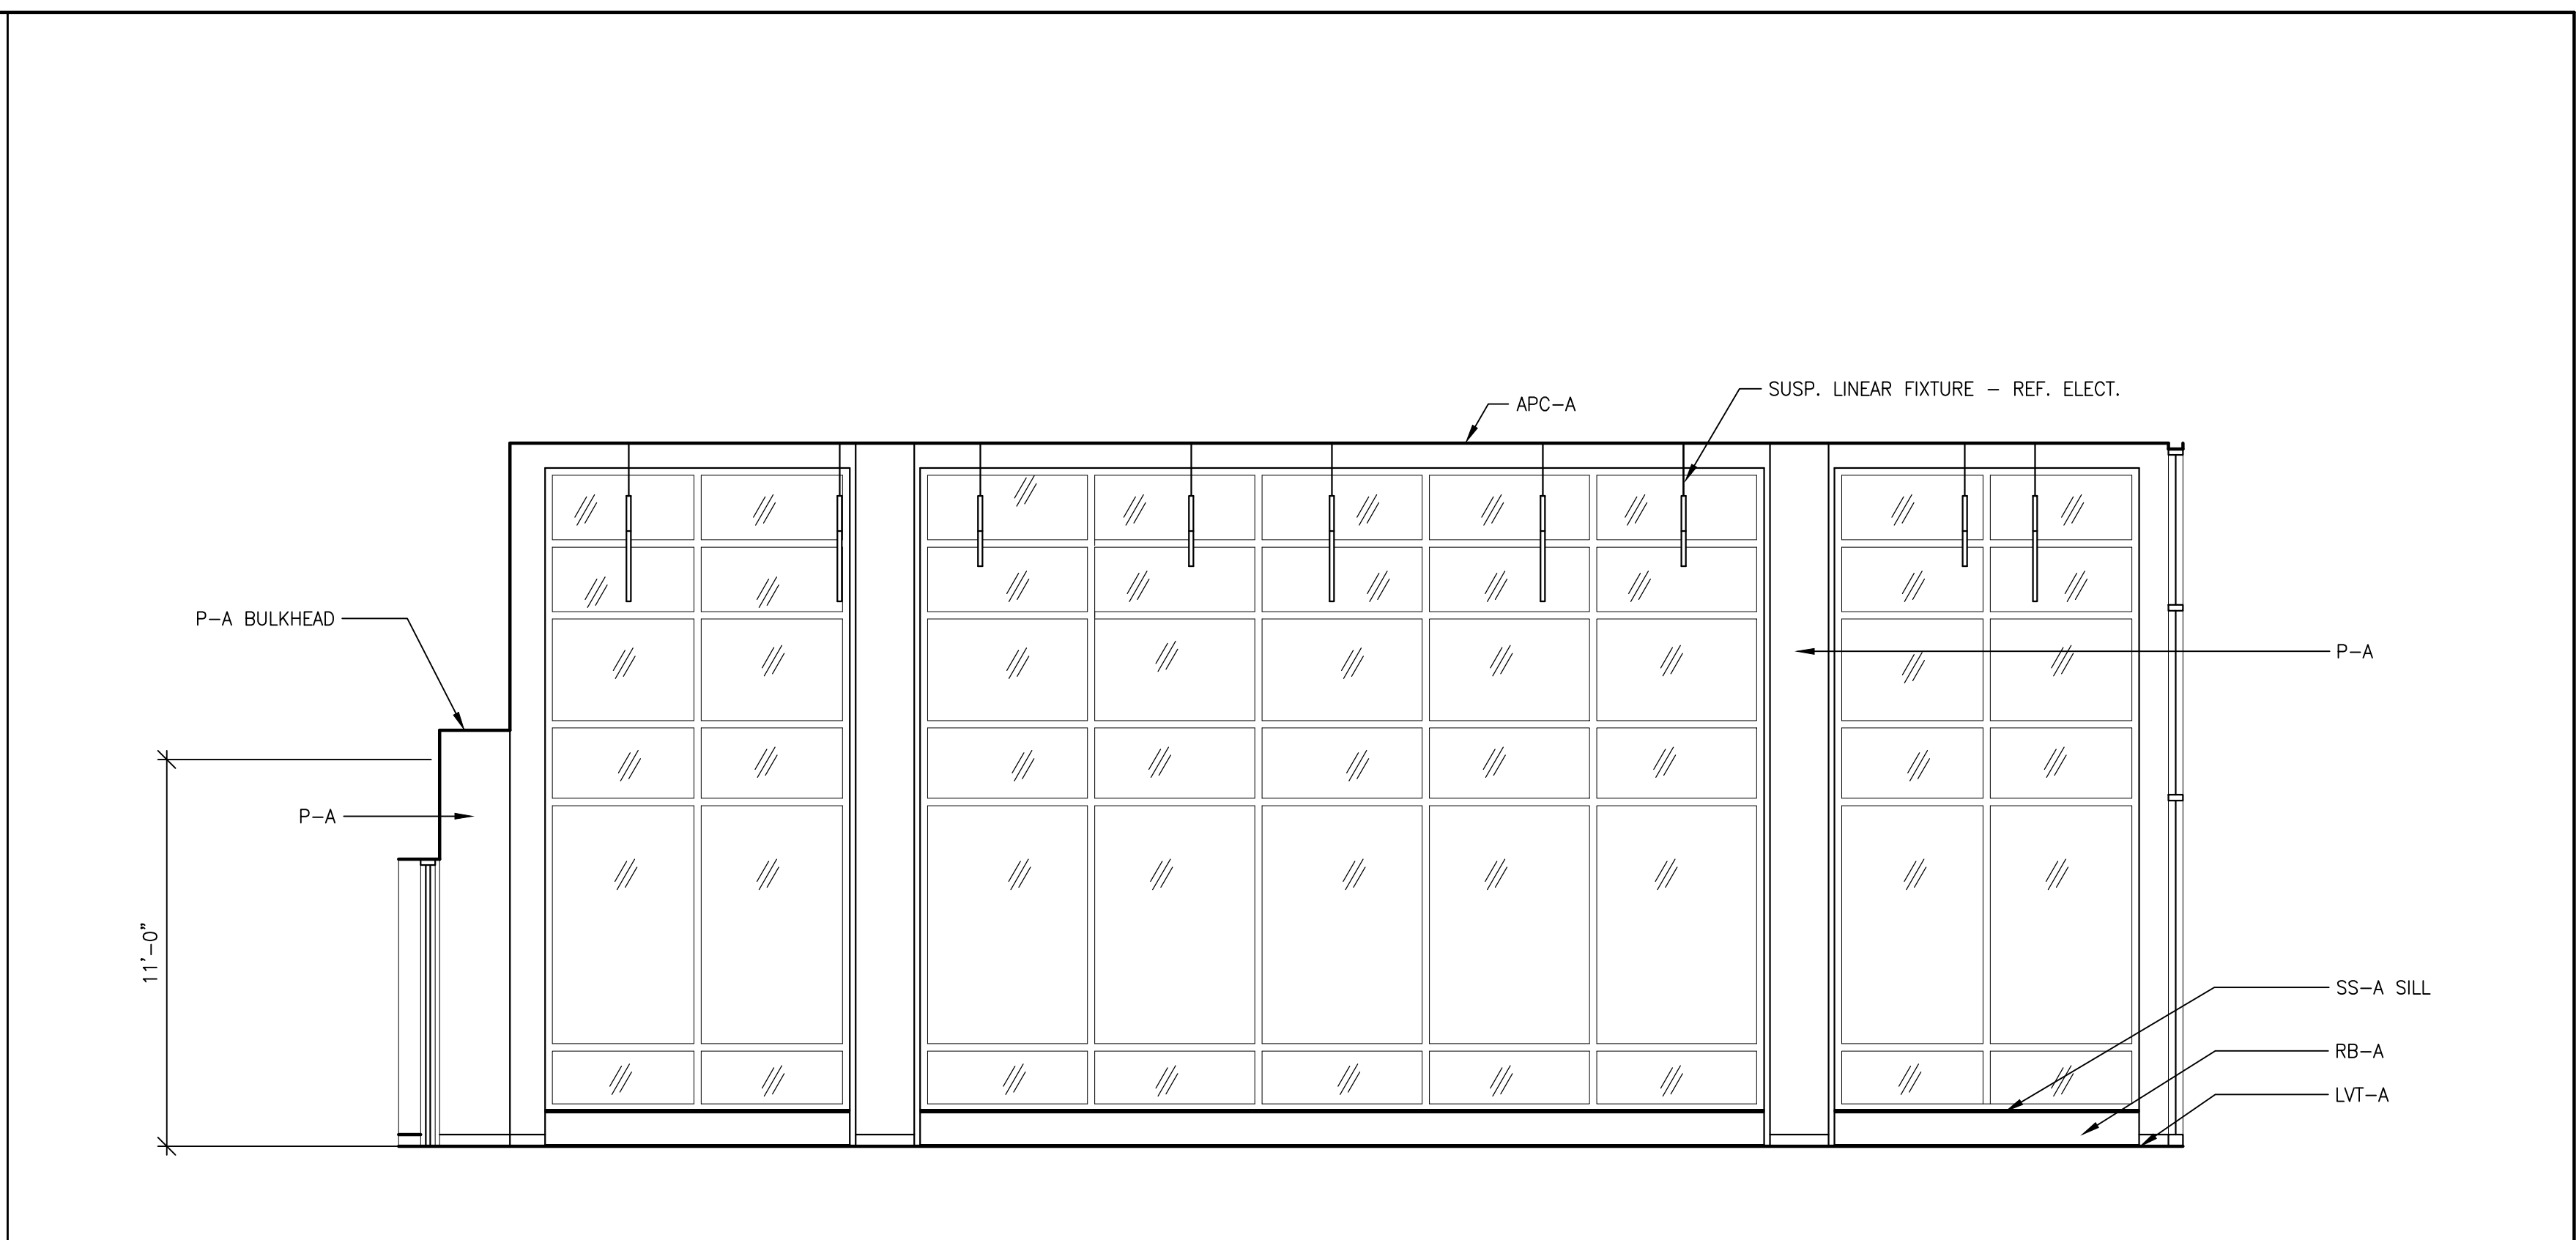 SUSP. LINEAR FIXTURE – REF. ELECT.
APC–A
P–A BULKHEAD
P–A
P–A
11'–0"
SS–A SILL
RB–A
LVT–A